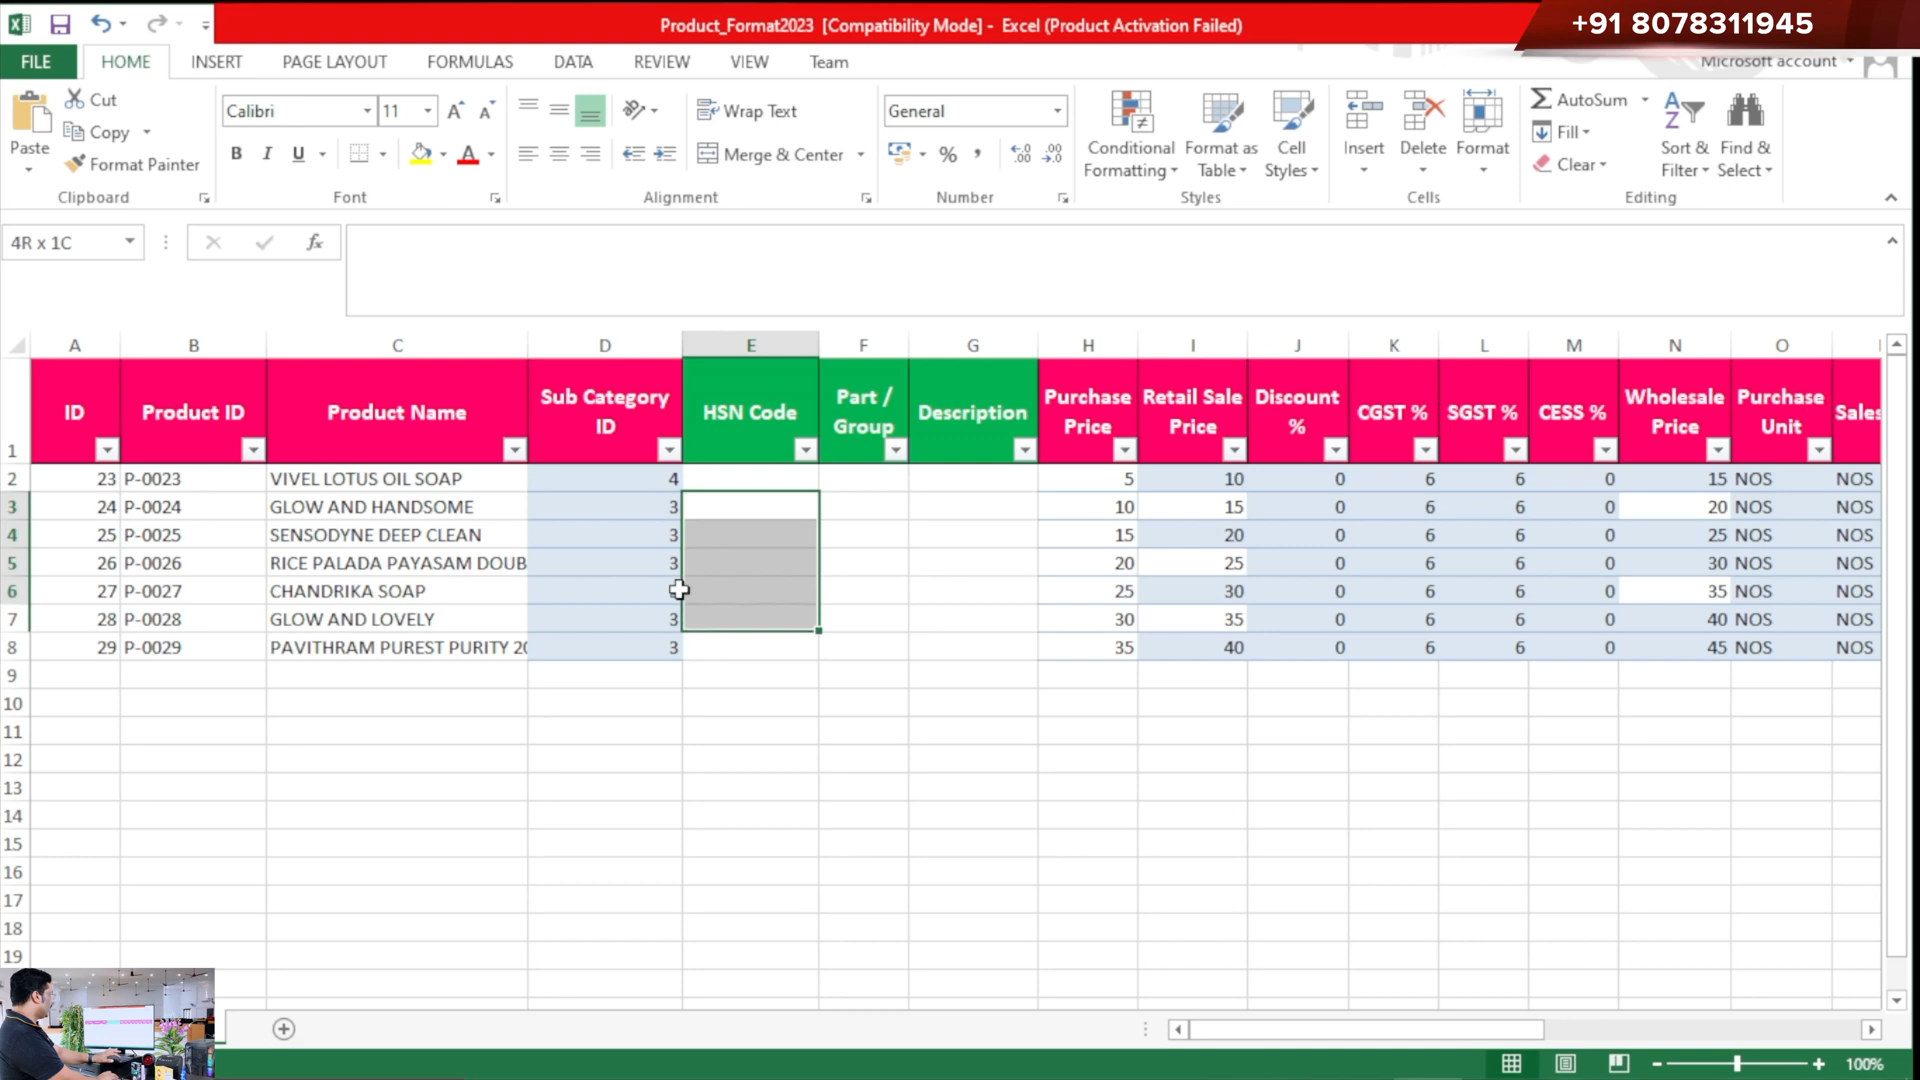 Product_Format2023 [Compatibility Mode] - Excel (Product Activation Failed)
+91 8078311945
FILE HOME INSERT PAGE LAYOUT FORMULAS DATA REVIEW VIEW Team Microsoft account
Paste
Cut
Copy
Format Painter
Clipboard
Calibri 11
B I U
Font
Wrap Text
Merge & Center
Alignment
General
%
Number
Conditional Formatting
Format as Table
Cell Styles
Styles
Insert Delete Format
Cells
AutoSum
Fill
Clear
Sort & Filter
Find & Select
Editing
4R x 1C fx
A B C D E F G H I J K L M N O
1 ID Product ID Product Name Sub Category ID HSN Code Part / Group Description Purchase Price Retail Sale Price Discount % CGST % SGST % CESS % Wholesale Price Purchase Unit Sales
2 23 P-0023 VIVEL LOTUS OIL SOAP 4 5 10 0 6 6 0 15 NOS NOS
3 24 P-0024 GLOW AND HANDSOME 3 10 15 0 6 6 0 20 NOS NOS
4 25 P-0025 SENSODYNE DEEP CLEAN 3 15 20 0 6 6 0 25 NOS NOS
5 26 P-0026 RICE PALADA PAYASAM DOUB 3 20 25 0 6 6 0 30 NOS NOS
6 27 P-0027 CHANDRIKA SOAP 25 30 0 6 6 0 35 NOS NOS
7 28 P-0028 GLOW AND LOVELY 3 30 35 0 6 6 0 40 NOS NOS
8 29 P-0029 PAVITHRAM PUREST PURITY 20 3 35 40 0 6 6 0 45 NOS NOS
9
10
11
12
13
14
15
16
17
18
19
100%